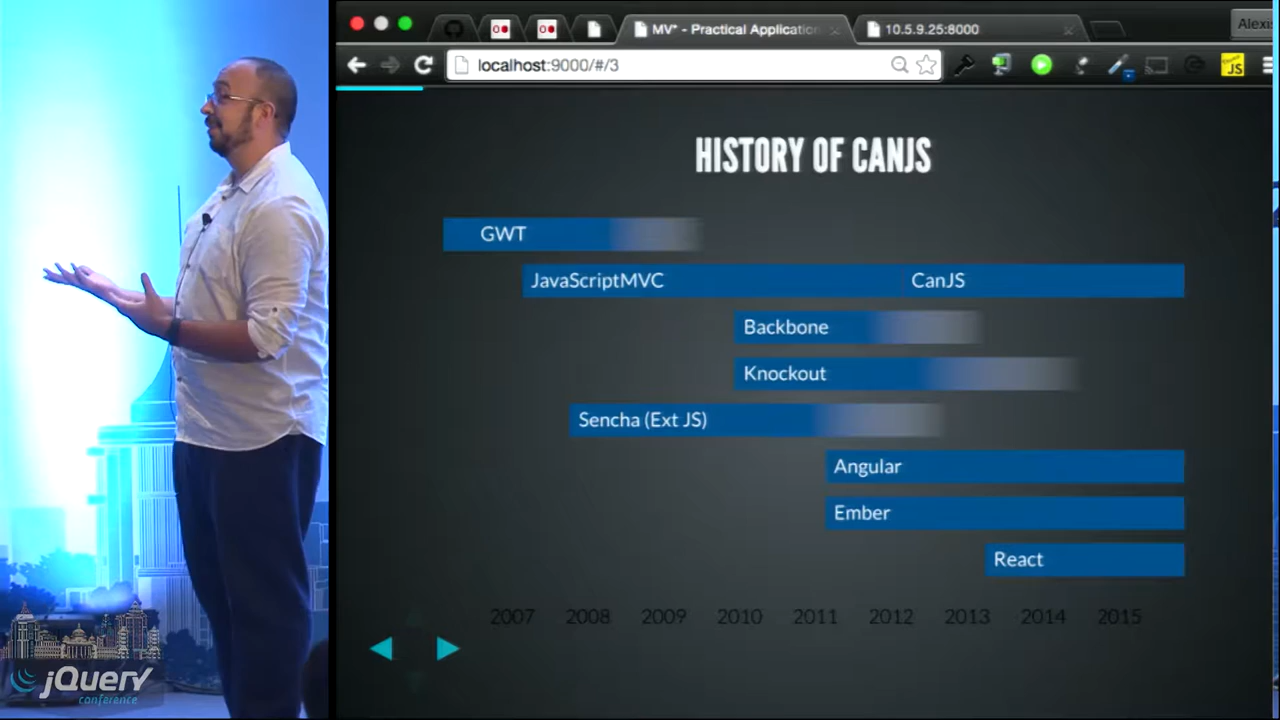 MV* - Practical Applicatio
10.5.9.25:8000
Alexis
localhost:9000/#/3
JS
HISTORY OF CANJS
GWT
JavaScriptMVC
CanJS
Backbone
Knockout
Sencha (Ext JS)
Angular
Ember
React
2007 2008 2009 2010 2011 2012 2013 2014 2015
jQuery
conference